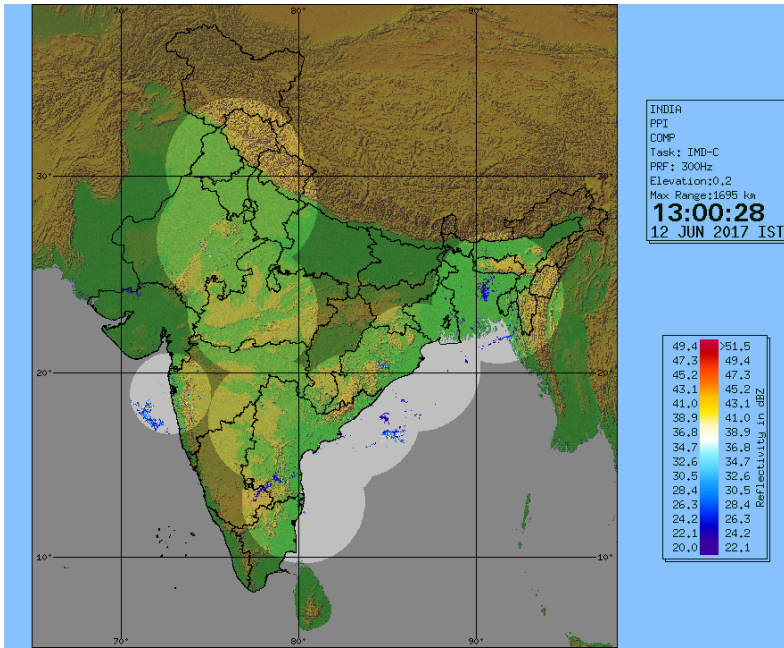 70° 80° 90°
INDIA
PPI
COMP
Task: IMD-C
PRF: 300Hz
Elevation:0.2
Max Range:1695 km
13:00:28
12 JUN 2017 IST
30° 30°
20° 20°
10° 10°
70° 80° 90°
49.4 >51.5
47.3 49.4
45.2 47.3
43.1 45.2
41.0 43.1
38.9 41.0
36.8 38.9
34.7 36.8
32.6 34.7
30.5 32.6
28.4 30.5
26.3 28.4
24.2 26.3
22.1 24.2
20.0 22.1
Reflectivity in dBZ